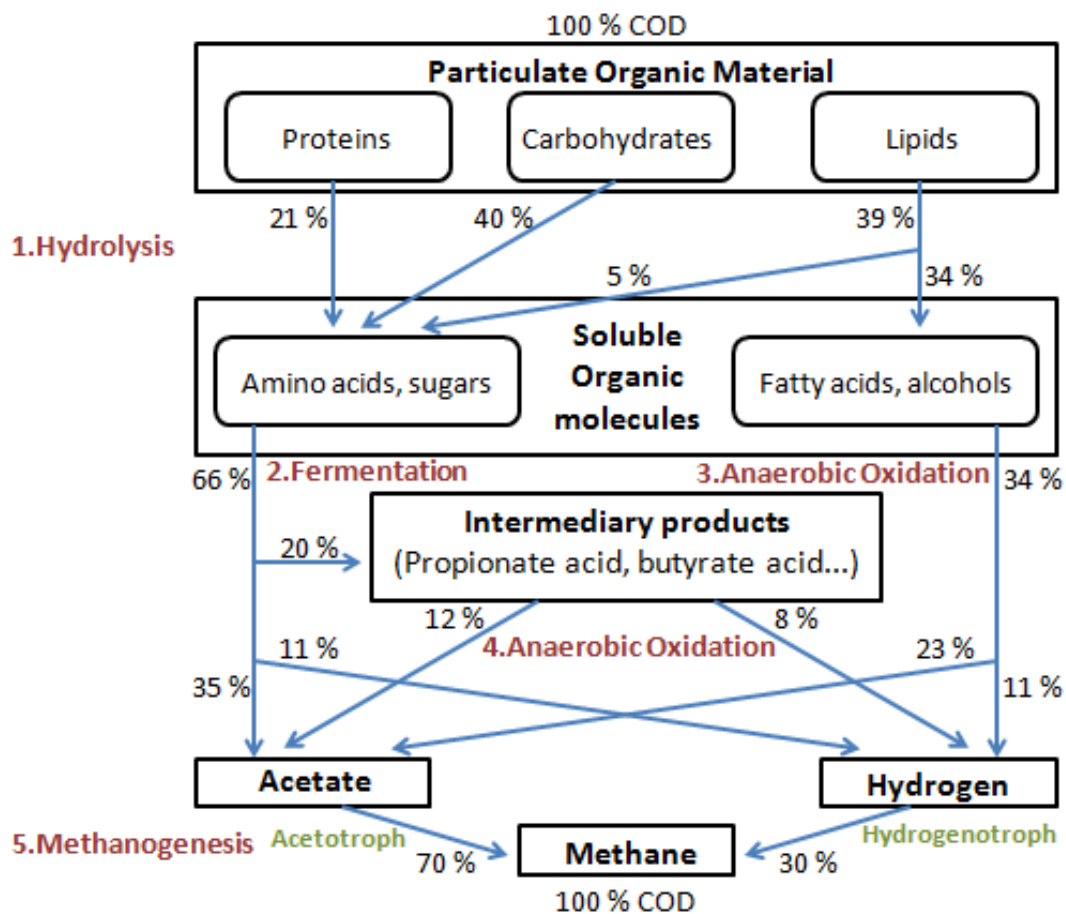 100 % COD
Particulate Organic Material
Proteins
Carbohydrates
Lipids
21 %
40 %
39 %
1.Hydrolysis
5 %
34 %
Soluble
Organic
molecules
Amino acids, sugars
Fatty acids, alcohols
66 %
2.Fermentation
3.Anaerobic Oxidation
34 %
Intermediary products
(Propionate acid, butyrate acid...)
20 %
12 %
8 %
11 %
4.Anaerobic Oxidation
23 %
35 %
11 %
Acetate
Hydrogen
5.Methanogenesis
Acetotroph
Hydrogenotroph
70 %
Methane
30 %
100 % COD